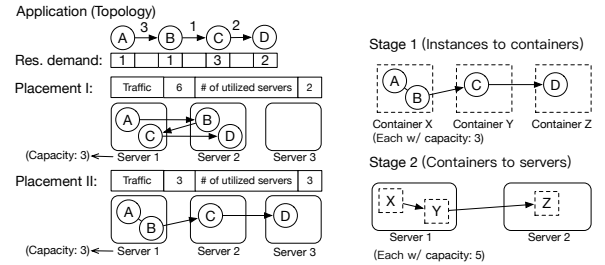 Application (Topology)
A 3 B 1 C 2 D
Res. demand: 1 1 3 2
Placement I: Traffic 6 # of utilized servers 2
A B
C D
(Capacity: 3) Server 1 Server 2 Server 3
Placement II: Traffic 3 # of utilized servers 3
A B C D
(Capacity: 3) Server 1 Server 2 Server 3
Stage 1 (Instances to containers)
A B C D
Container X Container Y Container Z
(Each w/ capacity: 3)
Stage 2 (Containers to servers)
X Y Z
Server 1 Server 2
(Each w/ capacity: 5)